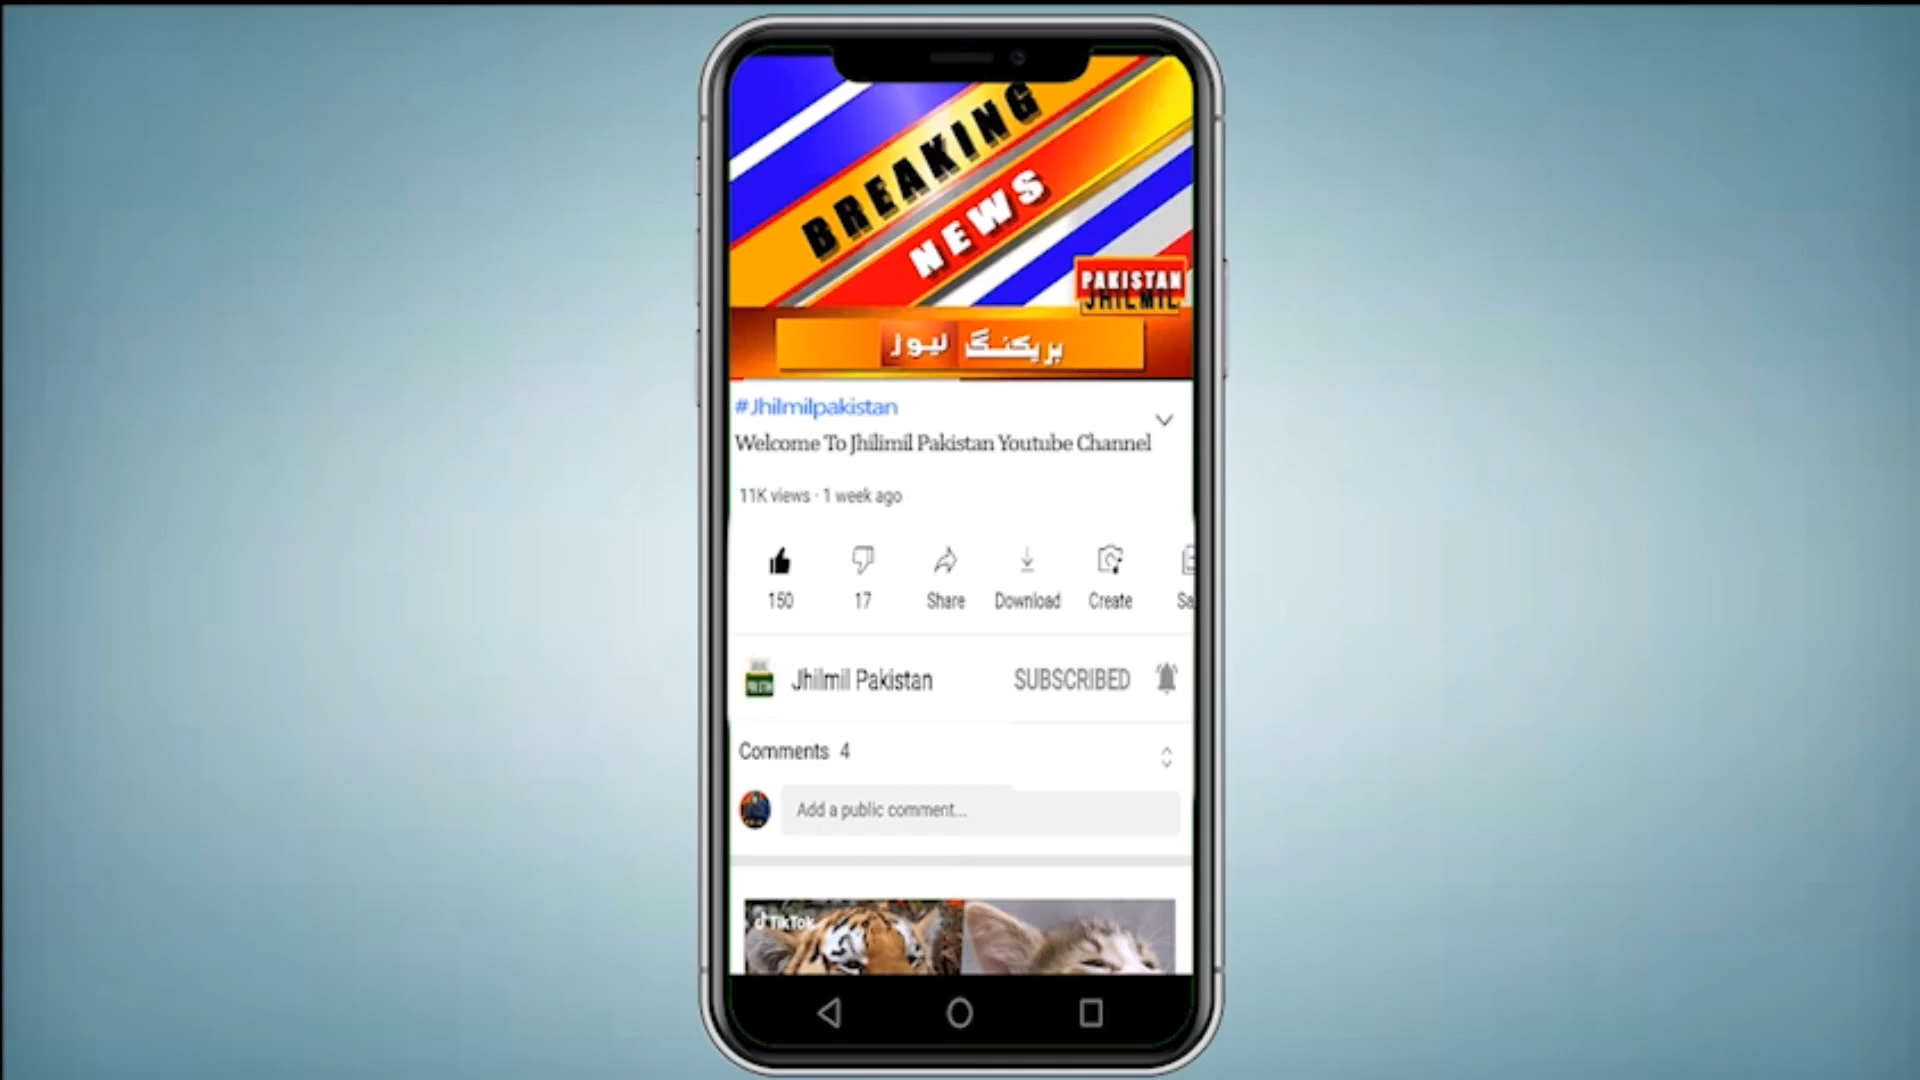 BREAKING
NEWS
PAKISTAN
JHILMIL
بریکنگ نیوز
#Jhilmilpakistan
Welcome To Jhilimil Pakistan Youtube Channel
11K views · 1 week ago
150 17 Share Download Create Sa
Jhilmil Pakistan SUBSCRIBED
Comments 4
Add a public comment...
TikTok